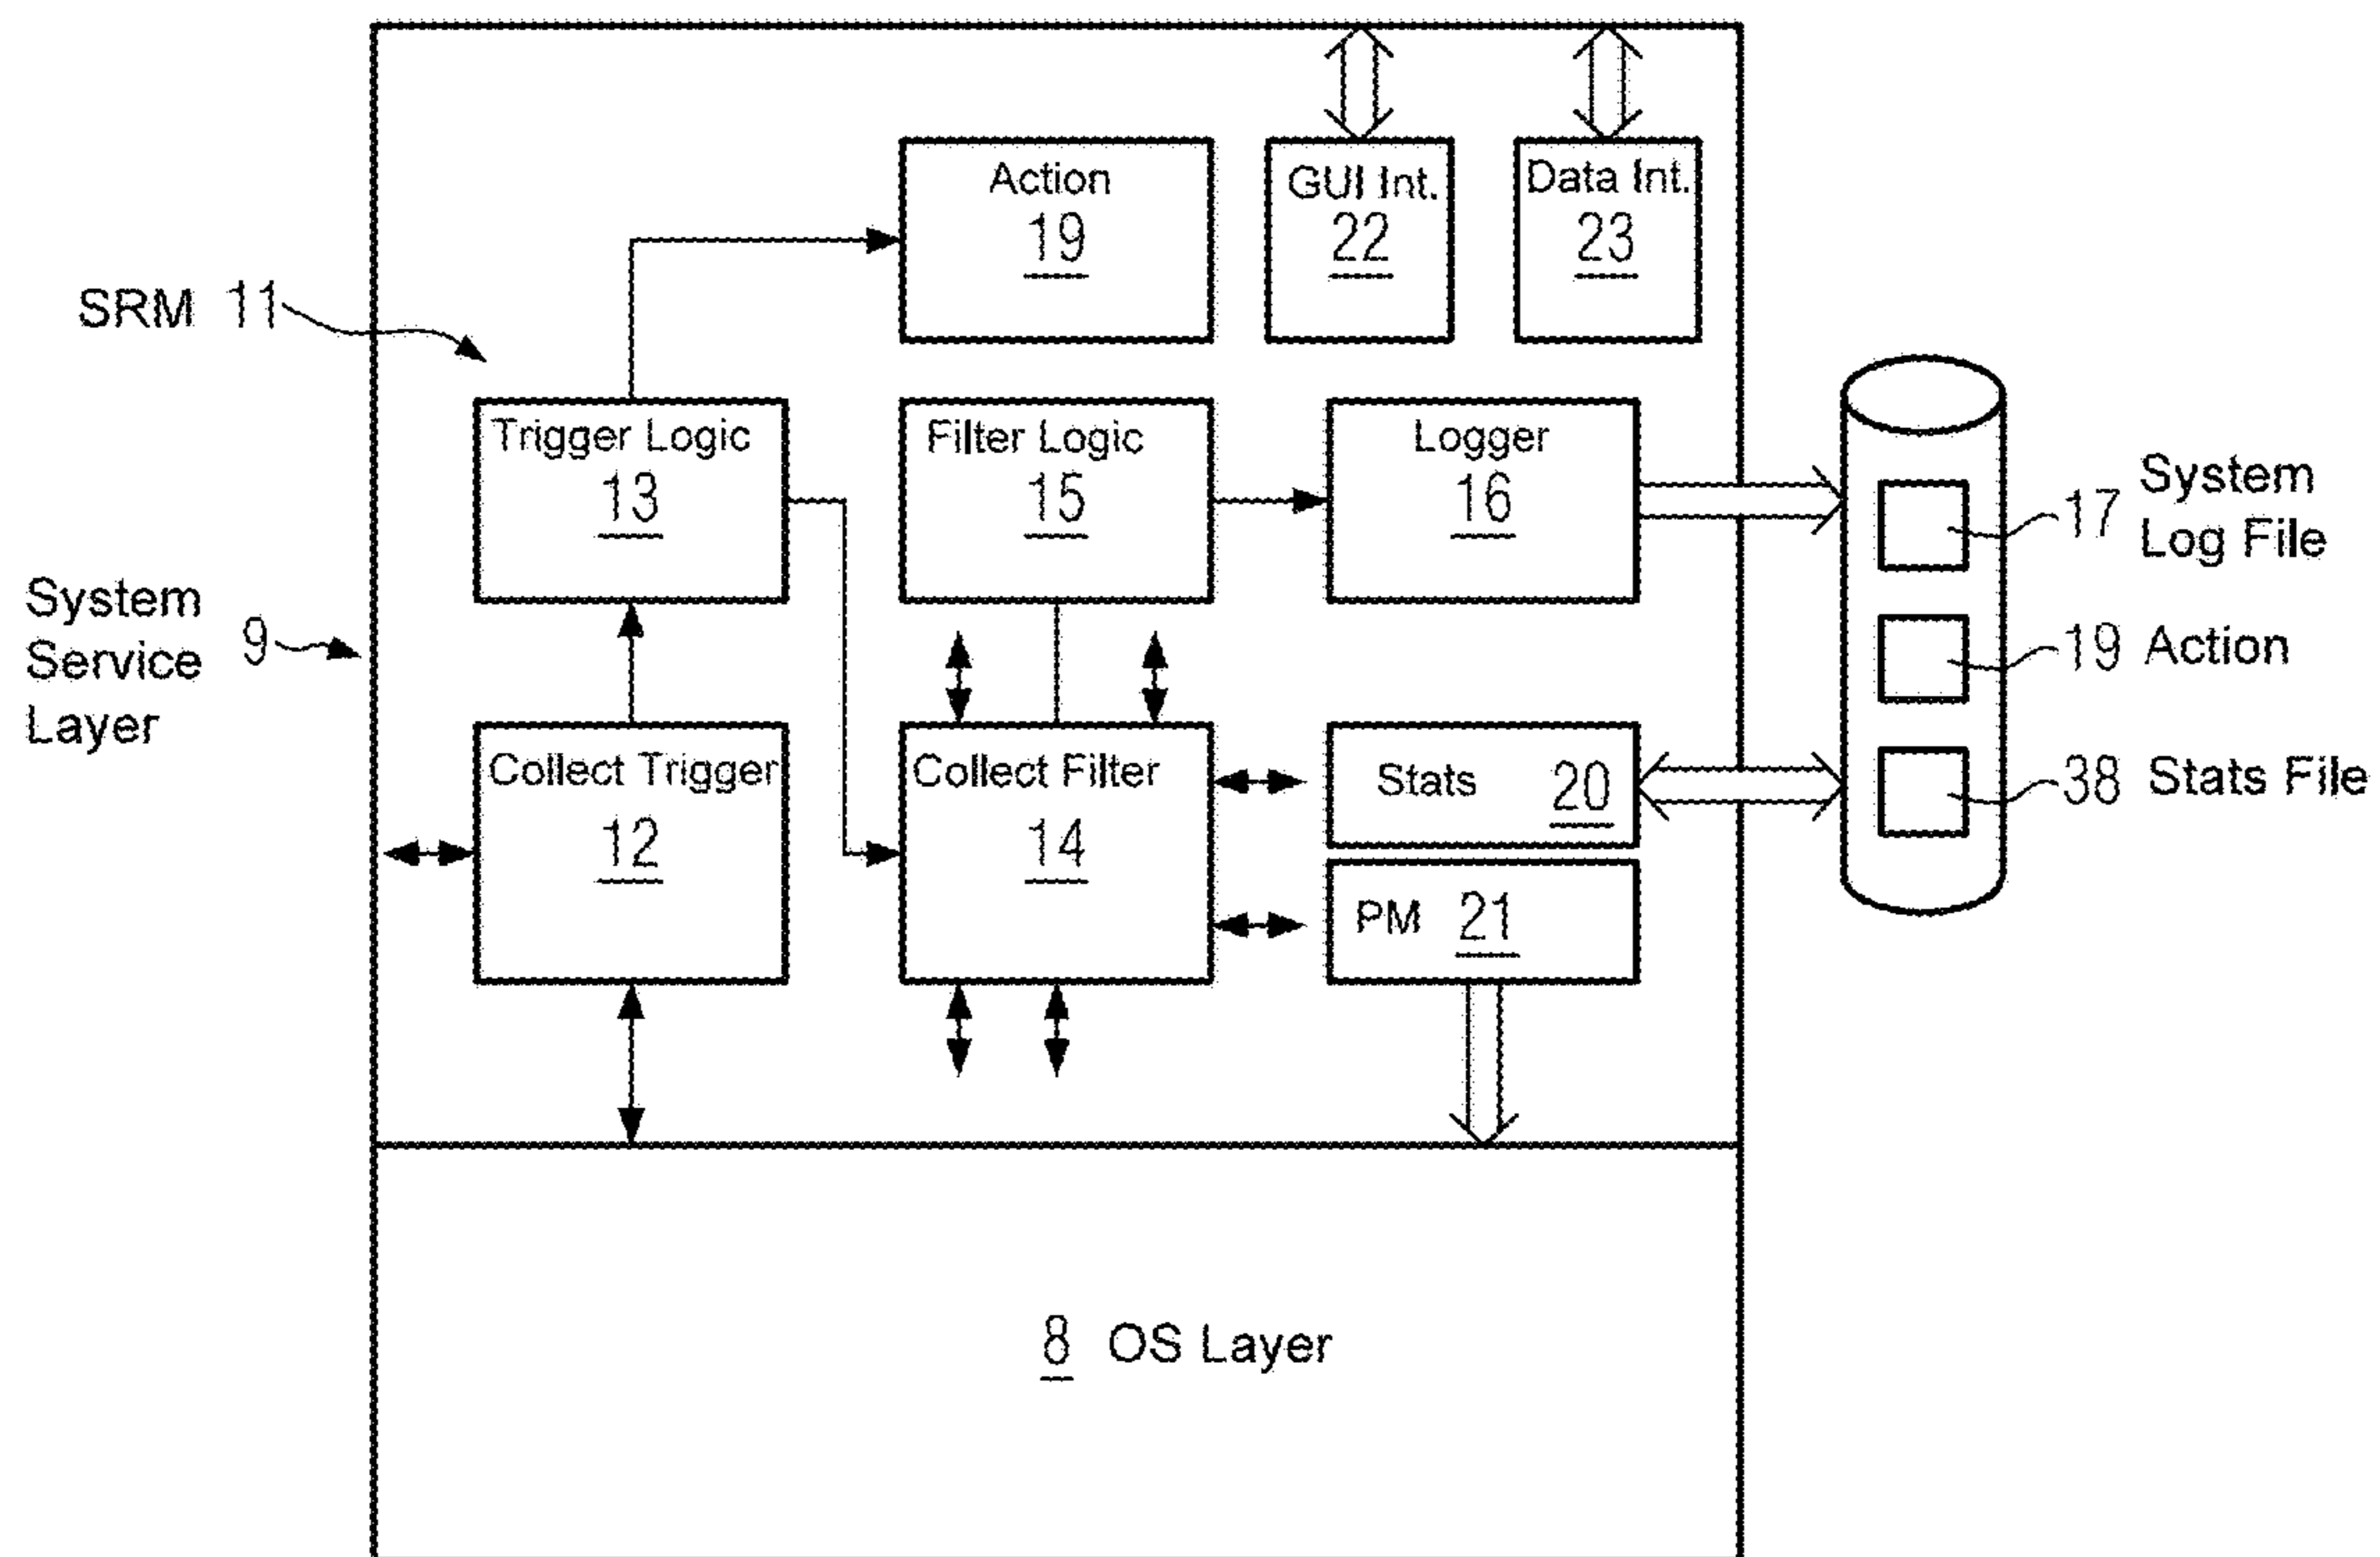 Action
19
GUI Int.
22
Data Int.
23
SRM 11
Trigger Logic
13
Filter Logic
15
Logger
16
17 System
Log File
System
Service 9
Layer
19 Action
Collect Trigger
12
Collect Filter
14
Stats 20
38 Stats File
PM 21
8 OS Layer